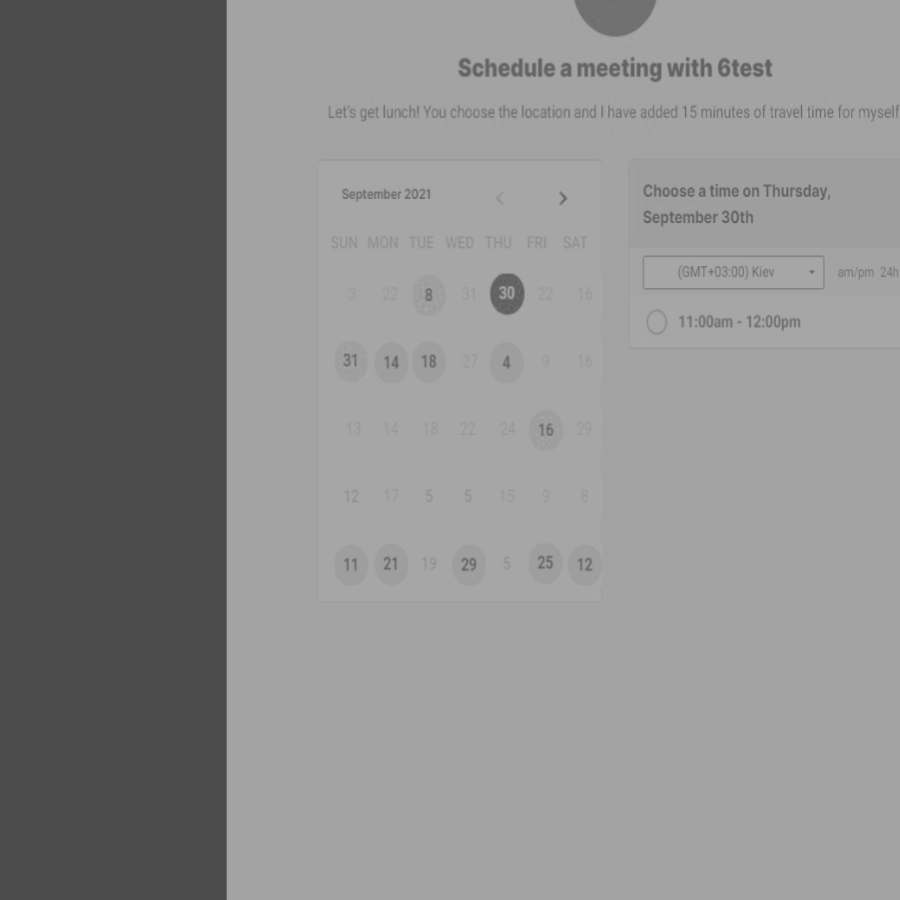 Schedule a meeting with 6test
Let's get lunch! You choose the location and I have added 15 minutes of travel time for myself
September 2021
SUN MON TUE WED THU FRI SAT
3 22 8 31 30 22 16
31 14 18 27 4 9 16
13 14 18 22 24 16 29
12 17 5 5 15 9 8
11 21 19 29 5 25 12
Choose a time on Thursday,
September 30th
(GMT+03:00) Kiev am/pm 24h
11:00am - 12:00pm